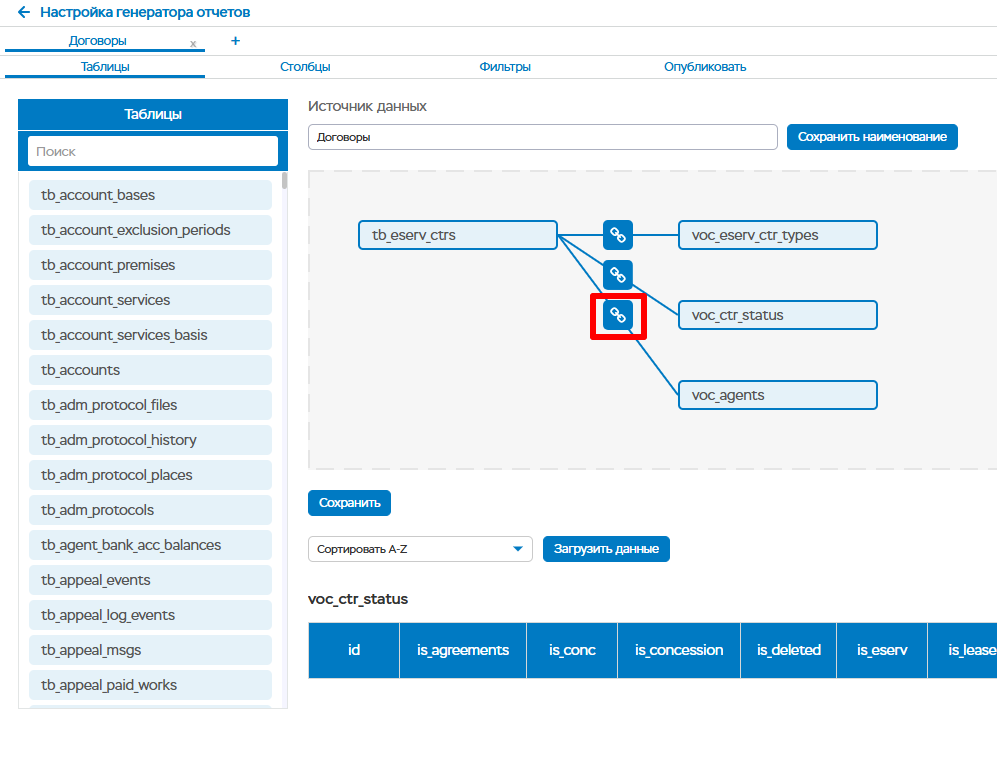 Настройка генератора отчетов
Договоры x +
Таблицы Столбцы Фильтры Опубликовать
Таблицы
Поиск
tb_account_bases
tb_account_exclusion_periods
tb_account_premises
tb_account_services
tb_account_services_basis
tb_accounts
tb_adm_protocol_files
tb_adm_protocol_history
tb_adm_protocol_places
tb_adm_protocols
tb_agent_bank_acc_balances
tb_appeal_events
tb_appeal_log_events
tb_appeal_msgs
tb_appeal_paid_works
Источник данных
Договоры Сохранить наименование
tb_eserv_ctrs voc_eserv_ctr_types
voc_ctr_status
voc_agents
Сохранить
Сортировать A-Z Загрузить данные
voc_ctr_status
id is_agreements is_conc is_concession is_deleted is_eserv is_lease